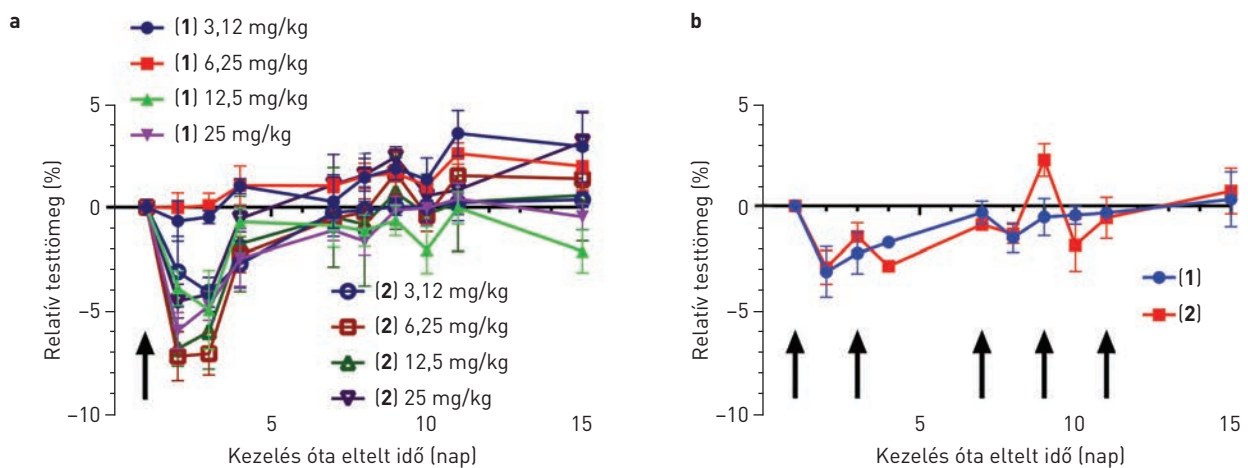 a
(1) 3,12 mg/kg
(1) 6,25 mg/kg
(1) 12,5 mg/kg
(1) 25 mg/kg
Relatív testtömeg (%)
5
0
−5
−10
5
10
15
(2) 3,12 mg/kg
(2) 6,25 mg/kg
(2) 12,5 mg/kg
(2) 25 mg/kg
Kezelés óta eltelt idő (nap)
b
Relatív testtömeg (%)
5
0
−5
−10
5
10
15
(1)
(2)
Kezelés óta eltelt idő (nap)